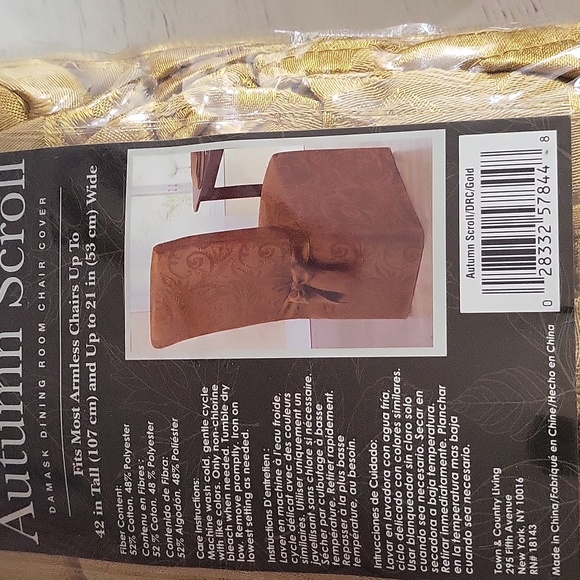 Autumn Scroll
DAMASK DINING ROOM CHAIR COVER
Fits Most Armless Chairs Up To
42 in Tall (107 cm) and Up to 21 in (53 cm) Wide
Fiber Content:
52% Cotton, 48% Polyester
Contenu en Fibres:
52 % Coton, 48 % Polyester
Contenido de Fibra:
52% Algodón, 48% Poliéster
Care Instructions:
Machine wash cold, gentle cycle
with like colors. Only non-chlorine
bleach when needed. Tumble dry
low. Remove promptly. Iron on
lowest setting as needed.
Instructions D'entretien:
Laver en machine à l'eau froide,
cycle délicat avec des couleurs
similaires. Utiliser uniquement un
javellisant sans chlore si nécessaire.
Sécher par culbutage à basse
température. Retirer rapidement.
Repasser à la plus basse
température, au besoin.
Intrucciones de Cuidado:
Lavar en lavadora con agua fría,
ciclo delicado con colores similares.
Usar blanqueador sin cloro solo
cuando sea necesario. Secar en
secadora a baja temperatura.
Retirar inmediatamente. Planchar
en la temperatura mas baja
cuando sea necesario.
Town & Country Living
295 Fifth Avenue
New York, NY 10016
RN# 18143
Made in China/Fabriqué en Chine/Hecho en China
Autumn Scroll/DRC/Gold
0 28332 57844 8